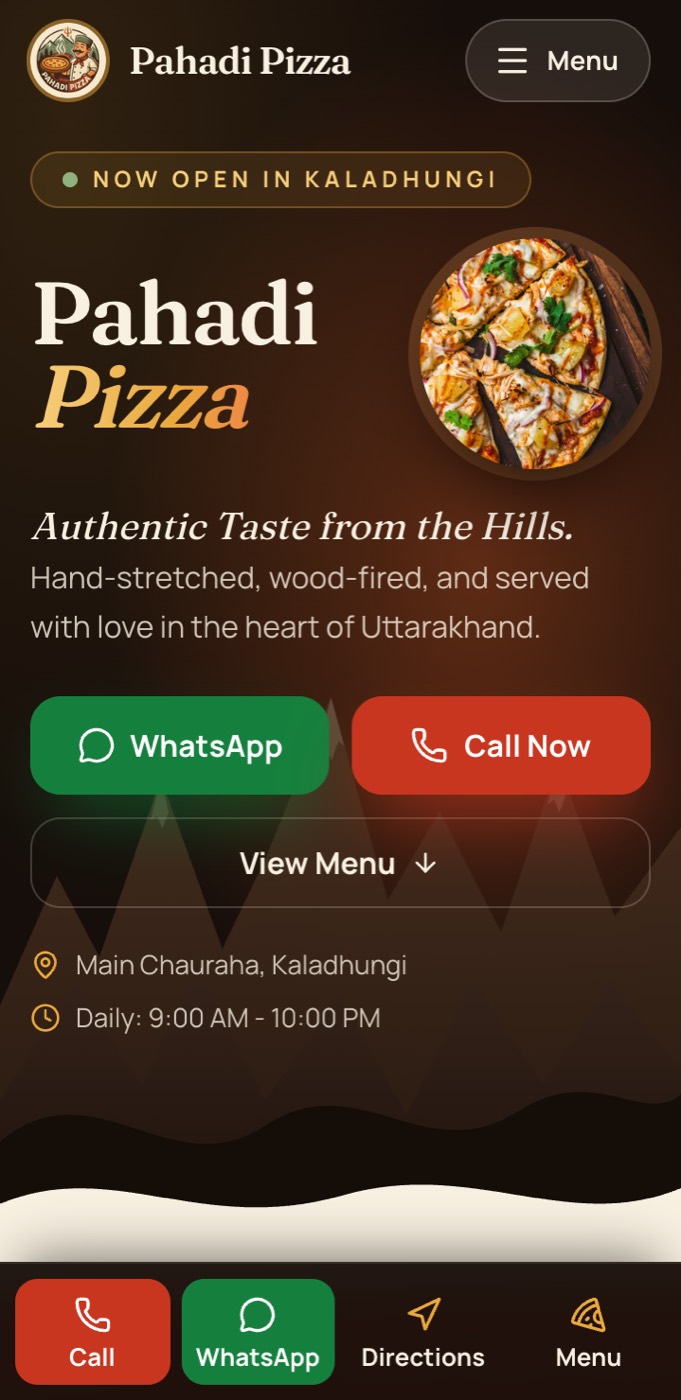 PAHADI PIZZA
Pahadi Pizza
Menu
NOW OPEN IN KALADHUNGI
Pahadi
Pizza
Authentic Taste from the Hills.
Hand-stretched, wood-fired, and served
with love in the heart of Uttarakhand.
WhatsApp
Call Now
View Menu ↓
Main Chauraha, Kaladhungi
Daily: 9:00 AM - 10:00 PM
Call
WhatsApp
Directions
Menu